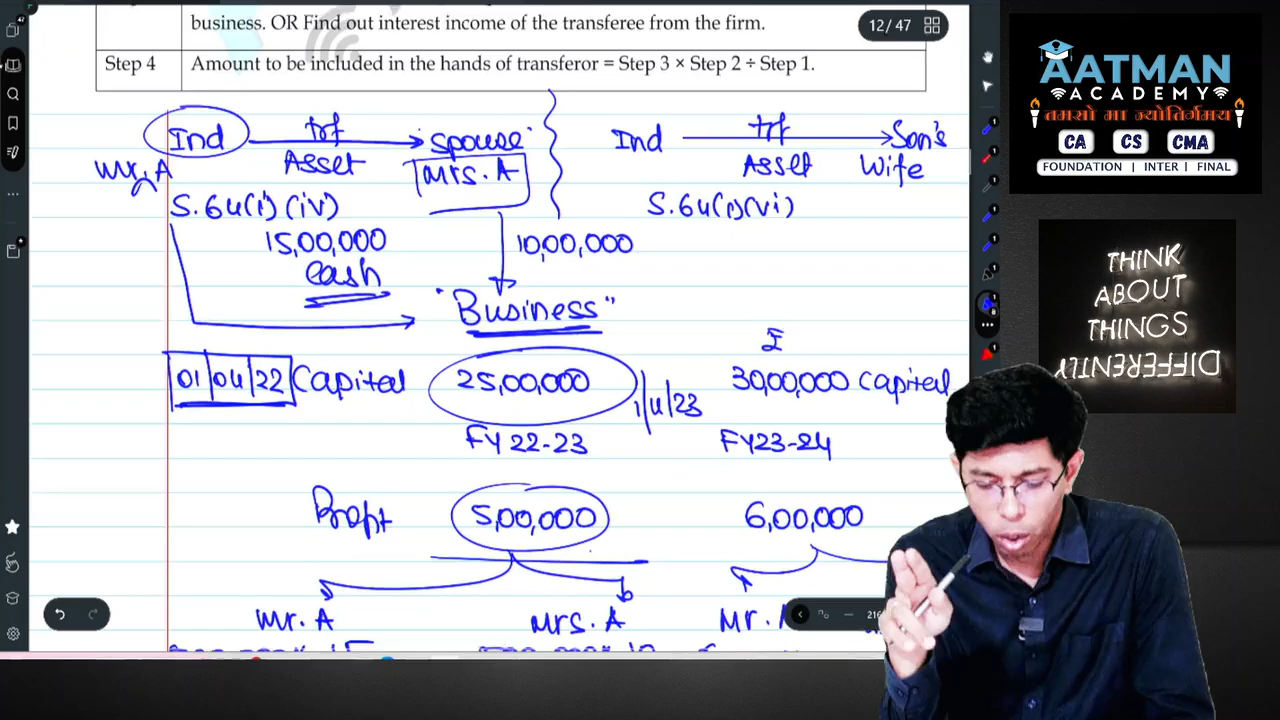 business. OR Find out interest income of the transferee from the firm.
12/47
Step 4 Amount to be included in the hands of transferor = Step 3 × Step 2 ÷ Step 1.
Ind trf spouse Ind trf Son's
Mr. A Asset Mrs. A Asset Wife
S.64(i)(iv) S.64(i)(vi)
15,00,000 10,00,000
Cash
"Business"
01/04/22 Capital 25,00,000 1/4/23 30,00,000 Capital
FY 22-23 FY23-24
Profit 5,00,000 6,00,000
Mr. A Mrs. A Mr.
AATMAN
ACADEMY
तमसो मा ज्योतिर्गमय
CA CS CMA
FOUNDATION | INTER | FINAL
THINK
ABOUT
THINGS
DIFFERENTLY